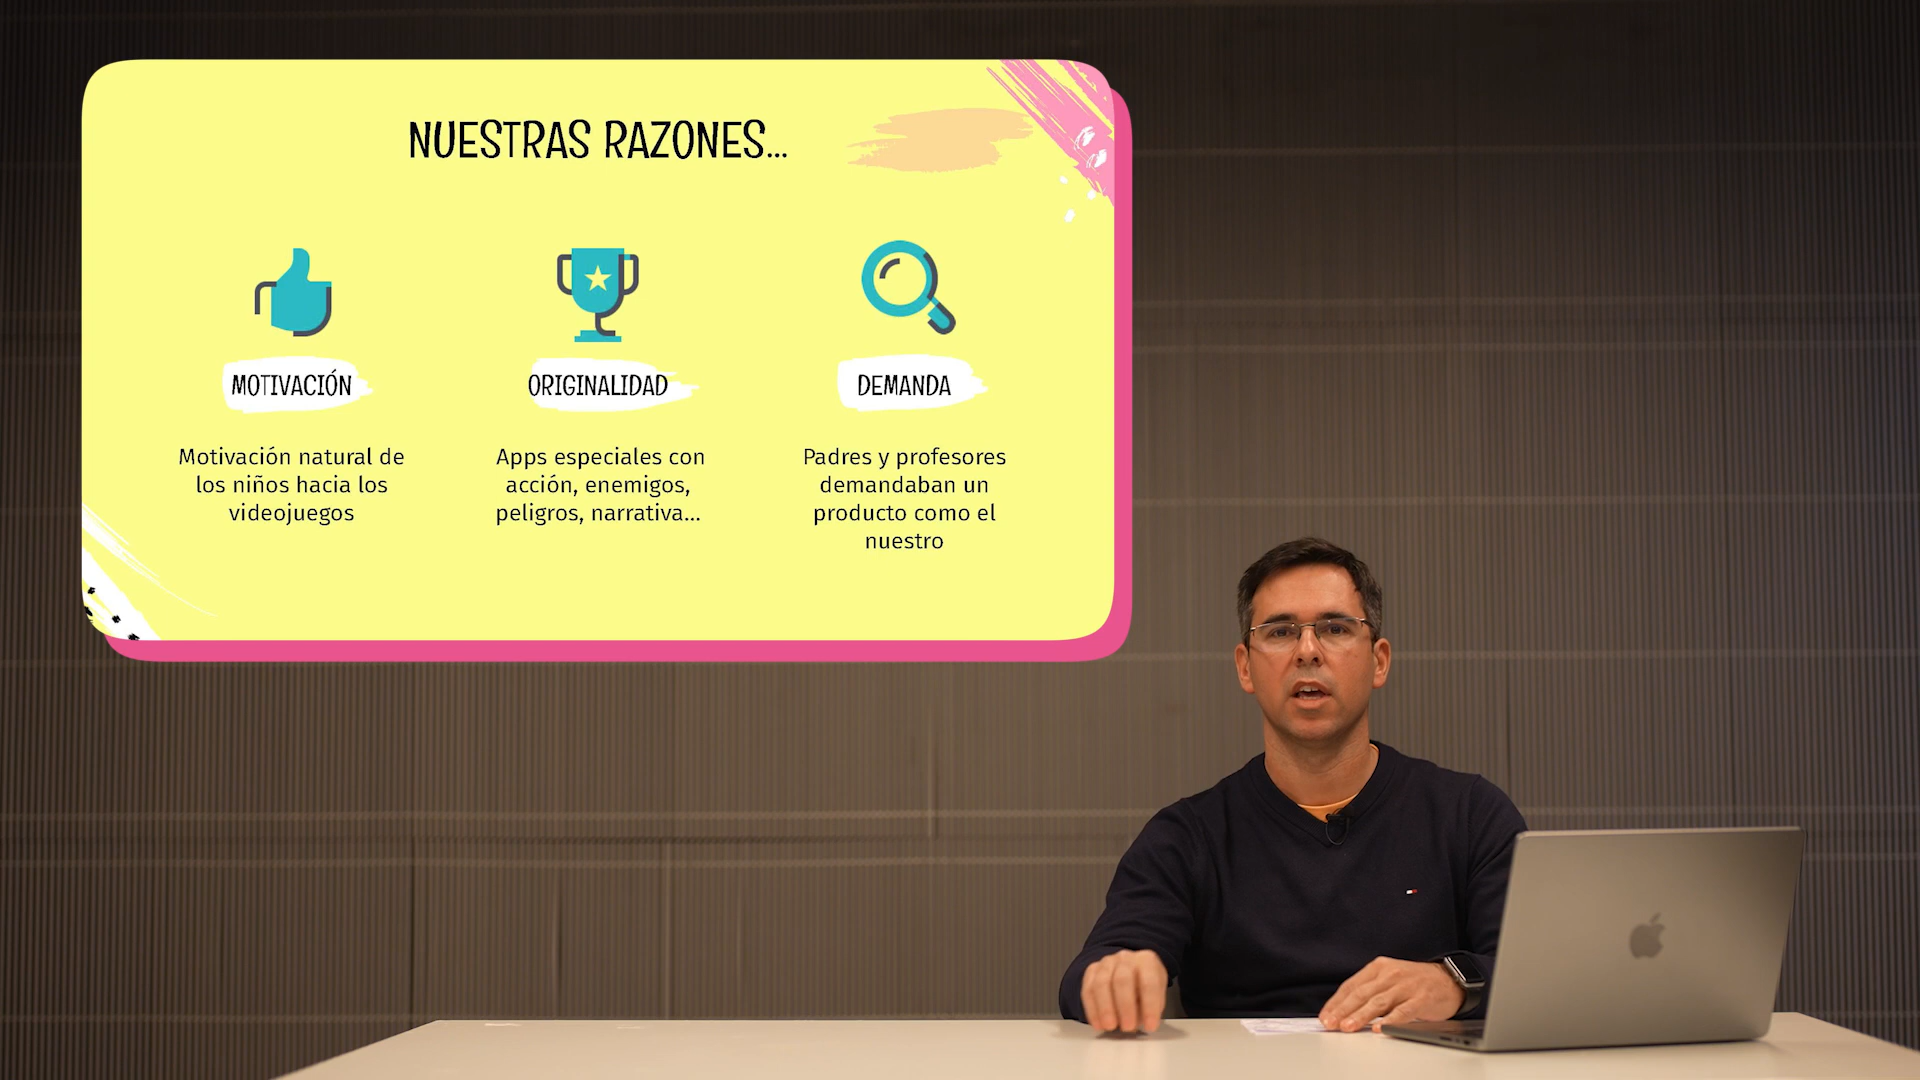 NUESTRAS RAZONES...
MOTIVACIÓN
Motivación natural de
los niños hacia los
videojuegos
ORIGINALIDAD
Apps especiales con
acción, enemigos,
peligros, narrativa...
DEMANDA
Padres y profesores
demandaban un
producto como el
nuestro